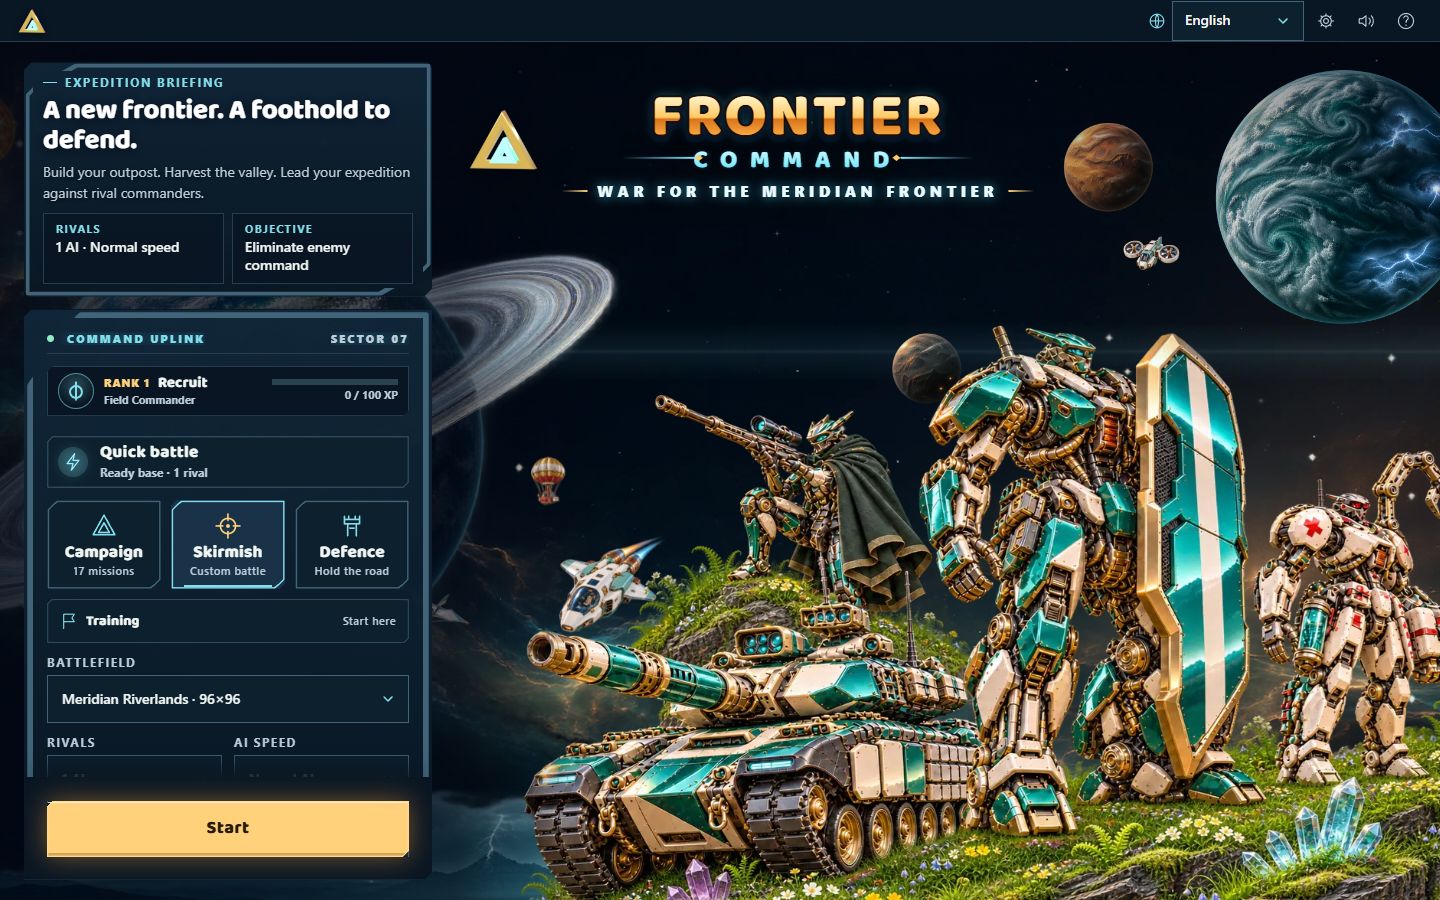 English
EXPEDITION BRIEFING
A new frontier. A foothold to
defend.
Build your outpost. Harvest the valley. Lead your expedition
against rival commanders.
RIVALS
1 AI · Normal speed
OBJECTIVE
Eliminate enemy
command
COMMAND UPLINK
SECTOR 07
RANK 1 Recruit
Field Commander
0 / 100 XP
Quick battle
Ready base · 1 rival
Campaign
17 missions
Skirmish
Custom battle
Defence
Hold the road
Training
Start here
BATTLEFIELD
Meridian Riverlands · 96×96
RIVALS
AI SPEED
Start
FRONTIER
COMMAND
WAR FOR THE MERIDIAN FRONTIER